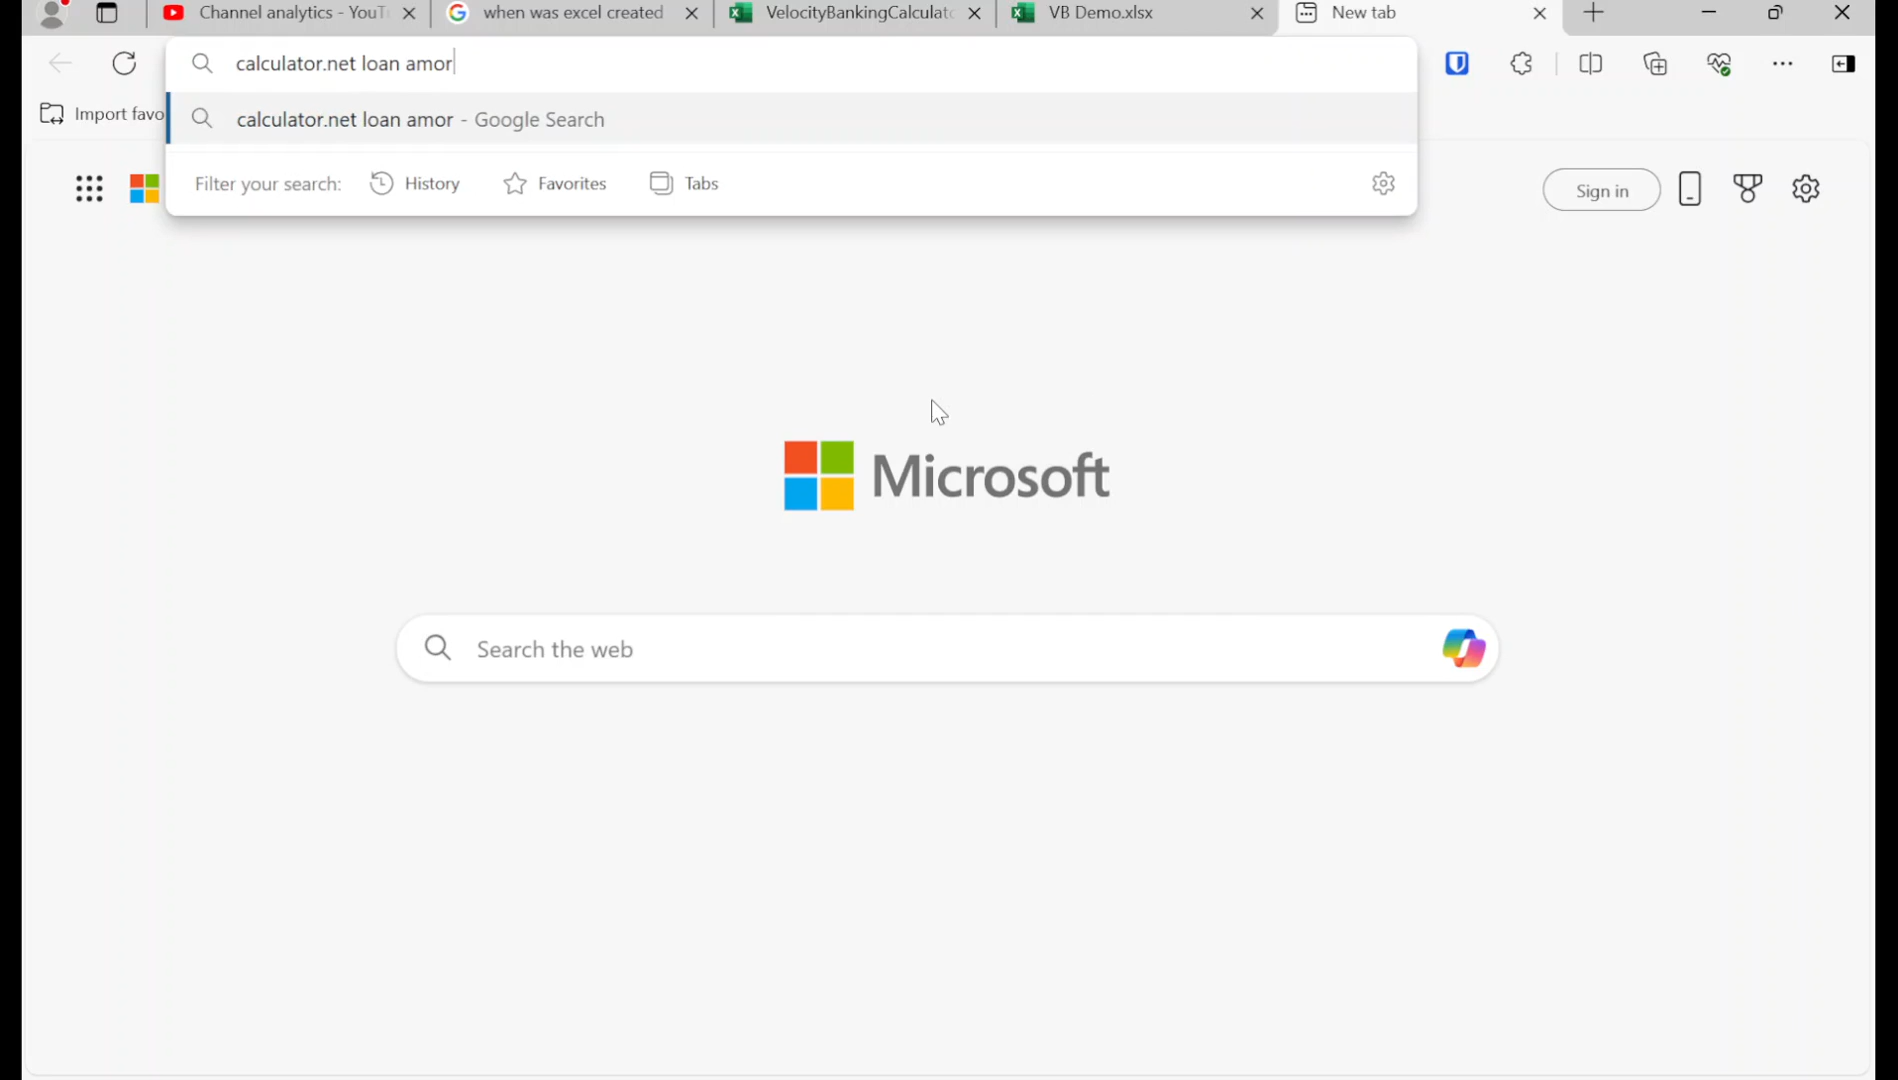 Channel analytics - YouT
when was excel created
VelocityBankingCalculato
VB Demo.xlsx
New tab
calculator.net loan amor
Import favo
calculator.net loan amor - Google Search
Filter your search:
History
Favorites
Tabs
Sign in
Microsoft
Search the web